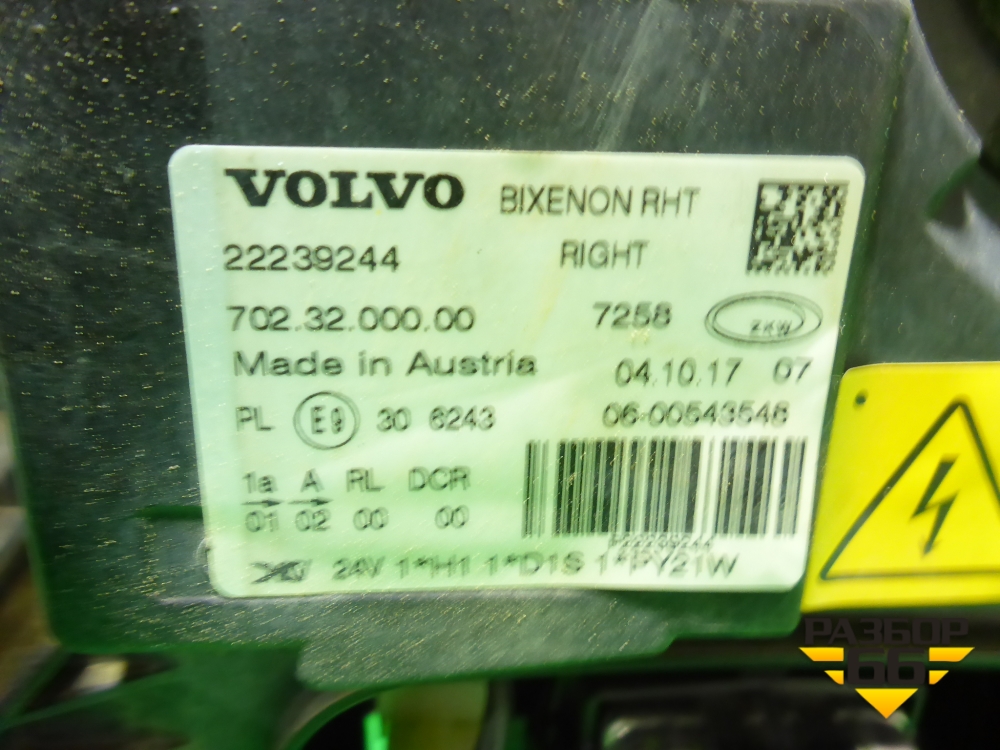 VOLVO BIXENON RHT
22239244 RIGHT
702.32.000.00 7258 ZKW
Made in Austria 04.10.17 07
PL E9 30 6243 06-00543548
1a A RL DCR
01 02 00 00
P22239244
24V 1*H1 1*D1S 1*PY21W
РАЗБОР
66